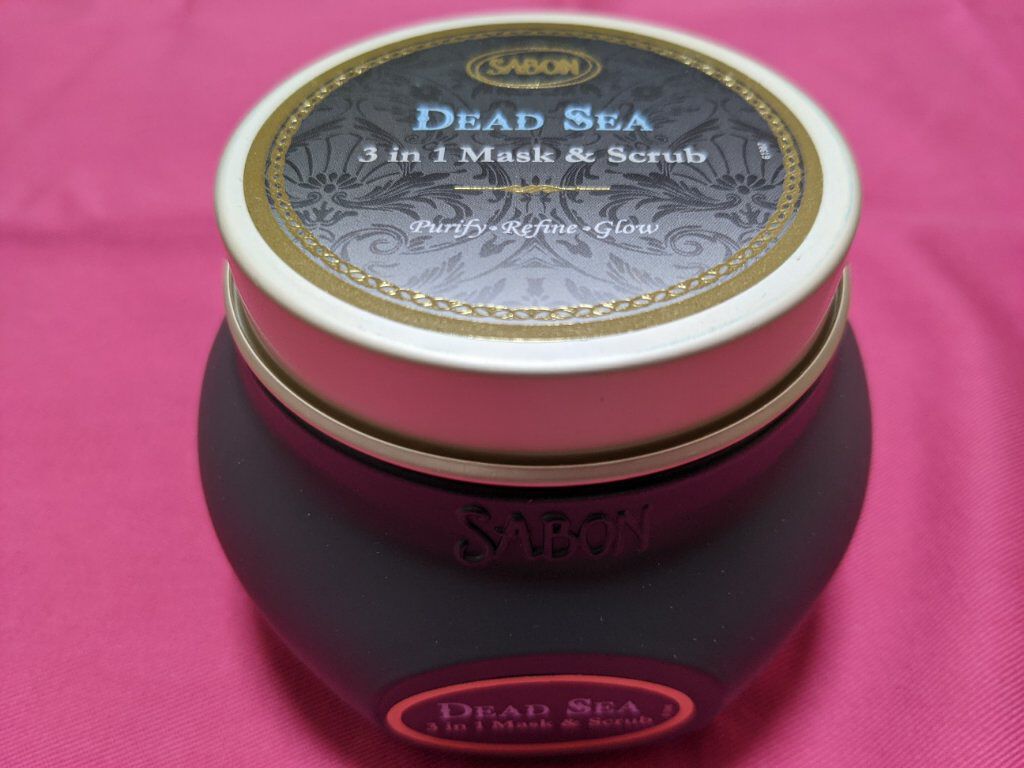 SABON
DEAD SEA
3 in 1 Mask & Scrub
Purify • Refine • Glow
SABON
DEAD SEA
3 in 1 Mask & Scrub